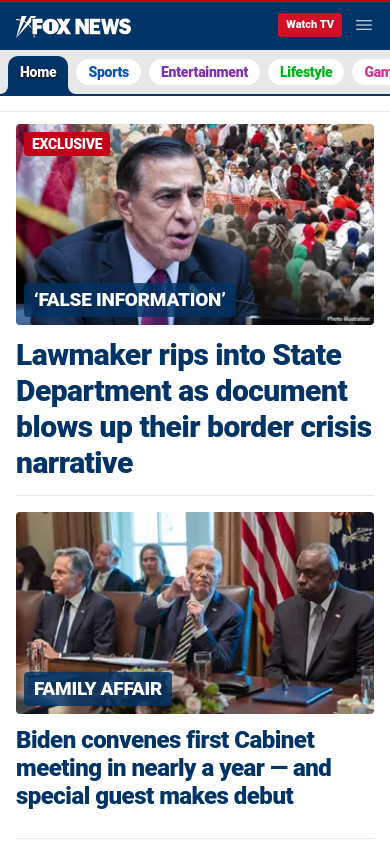 FOX NEWS
Watch TV
Home
Sports
Entertainment
Lifestyle
Gam
EXCLUSIVE
‘FALSE INFORMATION’
Photo illustration
Lawmaker rips into State
Department as document
blows up their border crisis
narrative
FAMILY AFFAIR
Biden convenes first Cabinet
meeting in nearly a year — and
special guest makes debut